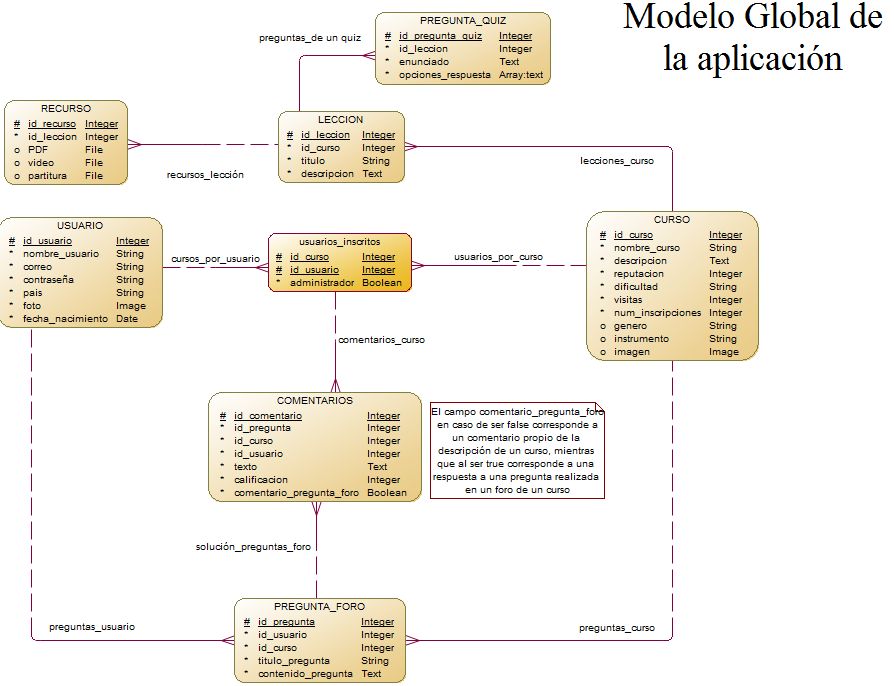 Modelo Global de
la aplicación
PREGUNTA_QUIZ
# id_pregunta_quiz Integer
* id_leccion Integer
* enunciado Text
* opciones_respuesta Array:text
preguntas_de un quiz
RECURSO
# id_recurso Integer
* id_leccion Integer
o PDF File
o video File
o partitura File
recursos_lección
LECCION
# id_leccion Integer
* id_curso Integer
* titulo String
* descripcion Text
lecciones_curso
USUARIO
# id_usuario Integer
* nombre_usuario String
* correo String
* contraseña String
* pais String
* foto Image
* fecha_nacimiento Date
cursos_por_usuario
usuarios_inscritos
# id_curso Integer
# id_usuario Integer
* administrador Boolean
usuarios_por_curso
CURSO
# id_curso Integer
* nombre_curso String
* descripcion Text
* reputacion Integer
* dificultad String
* visitas Integer
* num_inscripciones Integer
o genero String
o instrumento String
o imagen Image
comentarios_curso
COMENTARIOS
# id_comentario Integer
* id_pregunta Integer
* id_curso Integer
* id_usuario Integer
* texto Text
* calificacion Integer
* comentario_pregunta_foro Boolean
El campo comentario_pregunta_foro
en caso de ser false corresponde a
un comentario propio de la
descripción de un curso, mientras
que al ser true corresponde a una
respuesta a una pregunta realizada
en un foro de un curso
solución_preguntas_foro
preguntas_usuario
PREGUNTA_FORO
# id_pregunta Integer
* id_usuario Integer
* id_curso Integer
* titulo_pregunta String
* contenido_pregunta Text
preguntas_curso